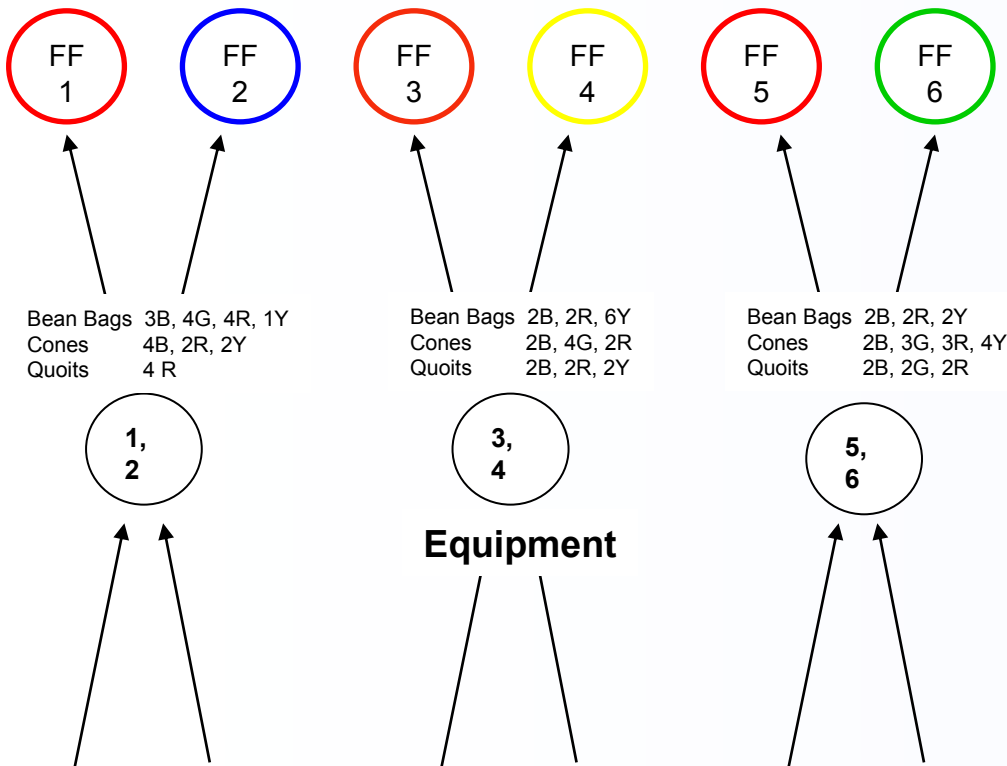 FF
1
FF
2
FF
3
FF
4
FF
5
FF
6
Bean Bags 3B, 4G, 4R, 1Y
Cones 4B, 2R, 2Y
Quoits 4 R
Bean Bags 2B, 2R, 6Y
Cones 2B, 4G, 2R
Quoits 2B, 2R, 2Y
Bean Bags 2B, 2R, 2Y
Cones 2B, 3G, 3R, 4Y
Quoits 2B, 2G, 2R
1,
2
3,
4
5,
6
Equipment